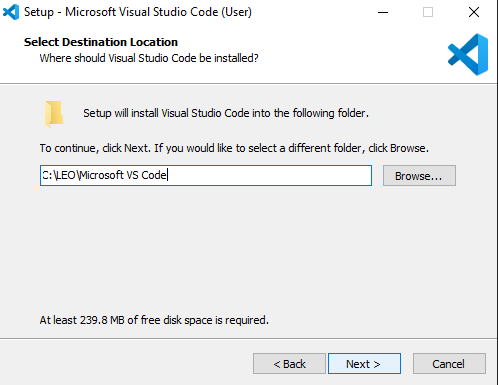 Setup - Microsoft Visual Studio Code (User)
Select Destination Location
Where should Visual Studio Code be installed?
Setup will install Visual Studio Code into the following folder.
To continue, click Next. If you would like to select a different folder, click Browse.
C:\LEO\Microsoft VS Code
Browse...
At least 239.8 MB of free disk space is required.
< Back
Next >
Cancel